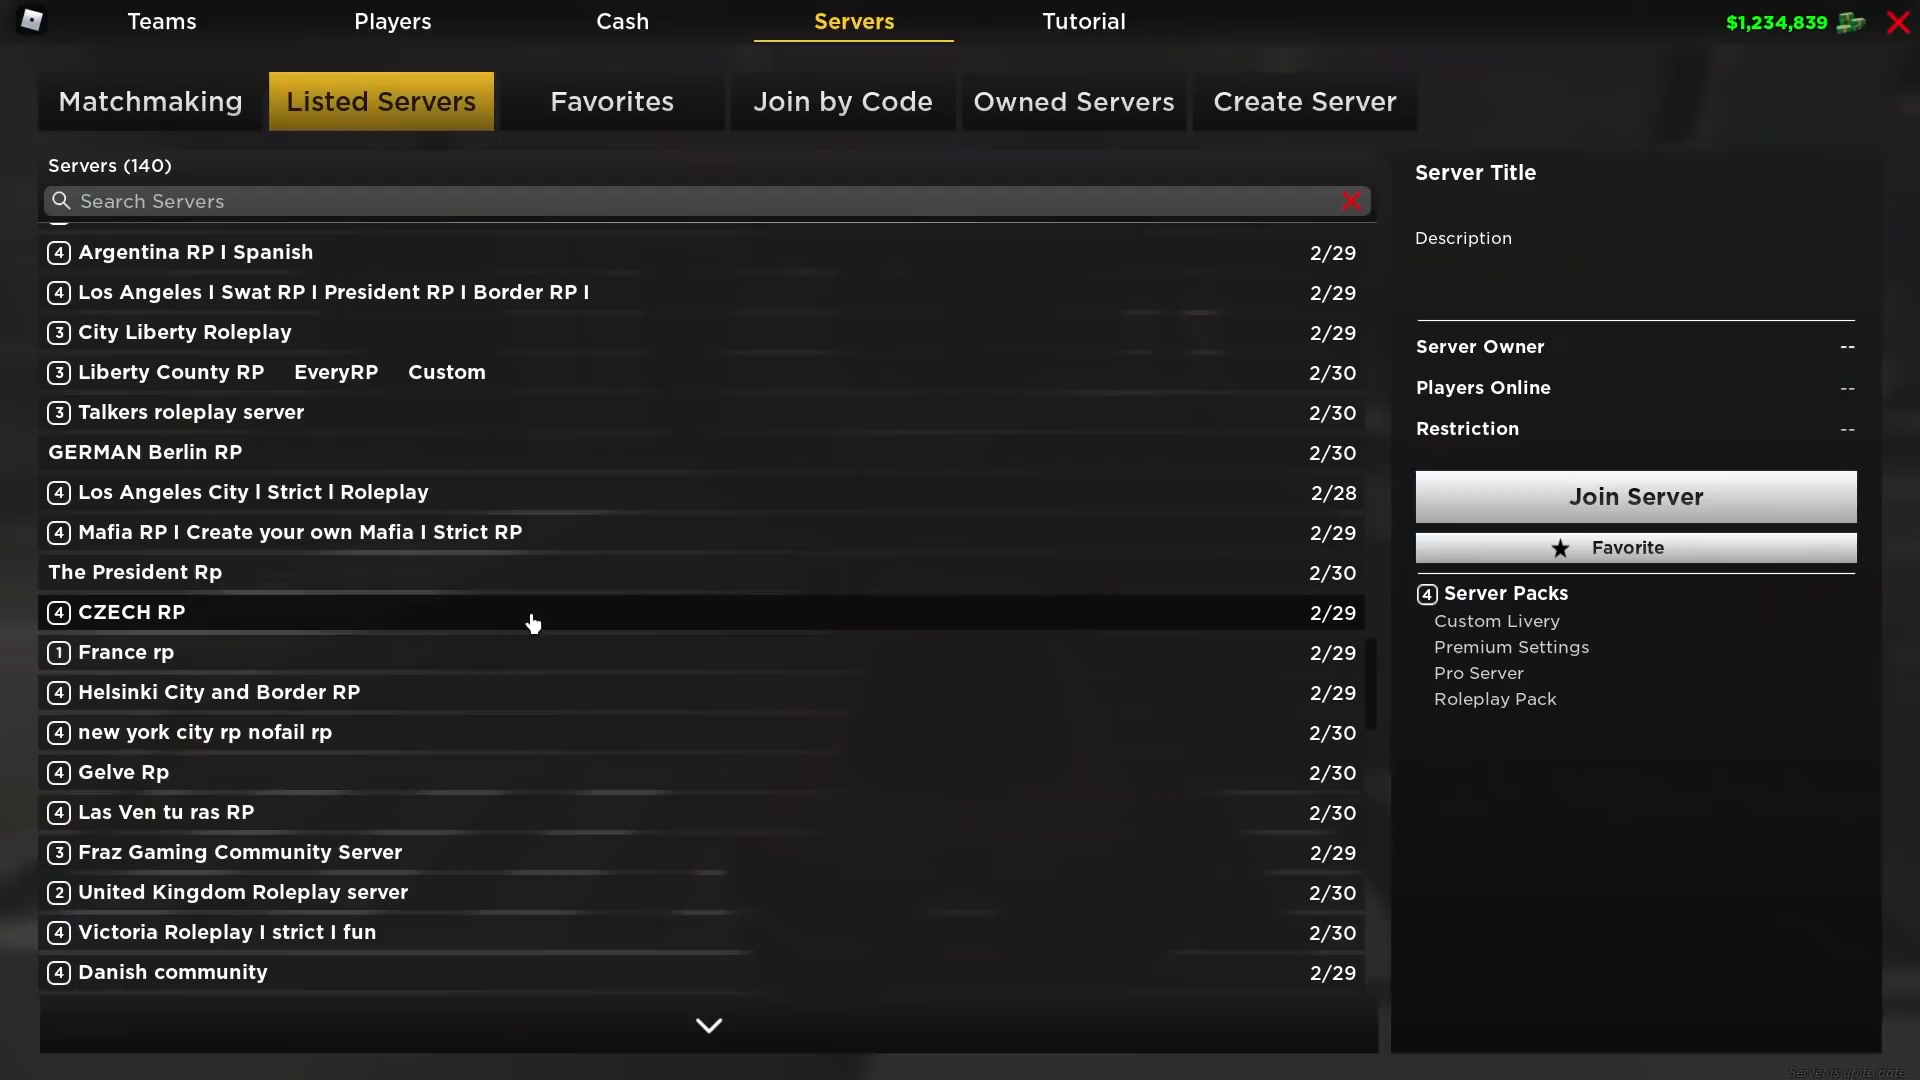 Teams Players Cash Servers Tutorial $1,234,839
Matchmaking Listed Servers Favorites Join by Code Owned Servers Create Server
Servers (140)
Search Servers
4 Argentina RP I Spanish 2/29
4 Los Angeles I Swat RP I President RP I Border RP I 2/29
3 City Liberty Roleplay 2/29
3 Liberty County RP EveryRP Custom 2/30
3 Talkers roleplay server 2/30
GERMAN Berlin RP 2/30
4 Los Angeles City l Strict l Roleplay 2/28
4 Mafia RP I Create your own Mafia I Strict RP 2/29
The President Rp 2/30
4 CZECH RP 2/29
1 France rp 2/29
4 Helsinki City and Border RP 2/29
4 new york city rp nofail rp 2/30
4 Gelve Rp 2/30
4 Las Ven tu ras RP 2/30
3 Fraz Gaming Community Server 2/29
2 United Kingdom Roleplay server 2/30
4 Victoria Roleplay I strict I fun 2/30
4 Danish community 2/29
Server Title
Description
Server Owner --
Players Online --
Restriction --
Join Server
★ Favorite
4 Server Packs
Custom Livery
Premium Settings
Pro Server
Roleplay Pack
Server is up to date.